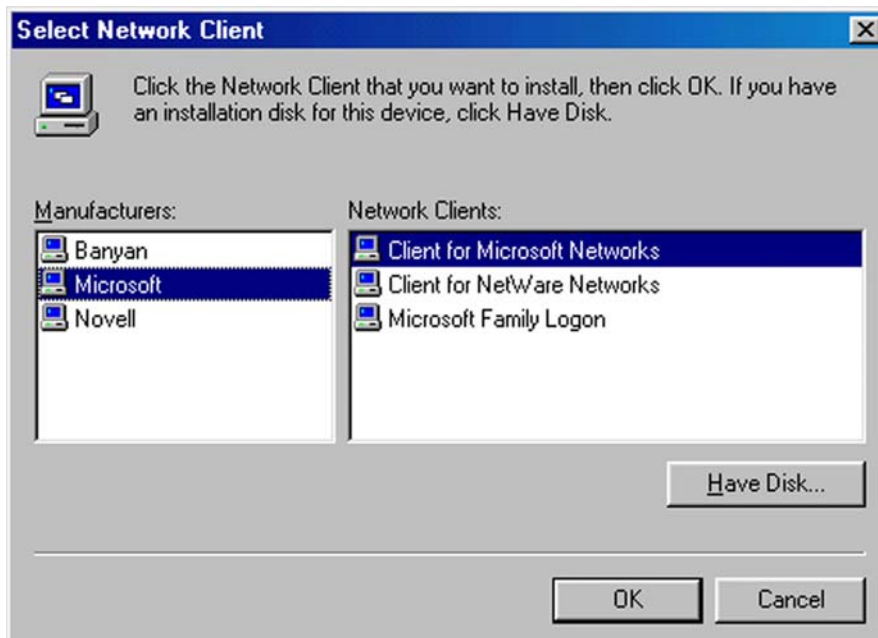 Select Network Client
Click the Network Client that you want to install, then click OK. If you have
an installation disk for this device, click Have Disk.
Manufacturers:
Banyan
Microsoft
Novell
Network Clients:
Client for Microsoft Networks
Client for NetWare Networks
Microsoft Family Logon
Have Disk...
OK
Cancel